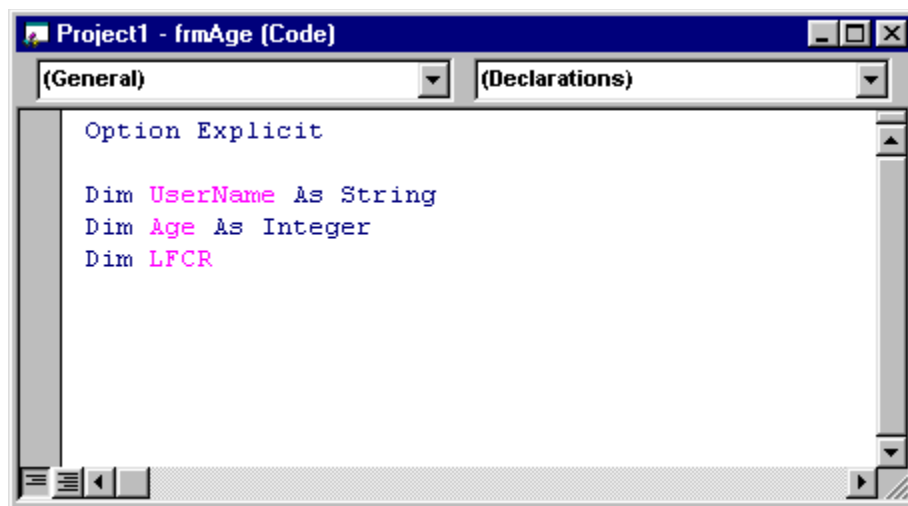 Project1 - frmAge (Code)
(General) (Declarations)
Option Explicit
Dim UserName As String
Dim Age As Integer
Dim LFCR